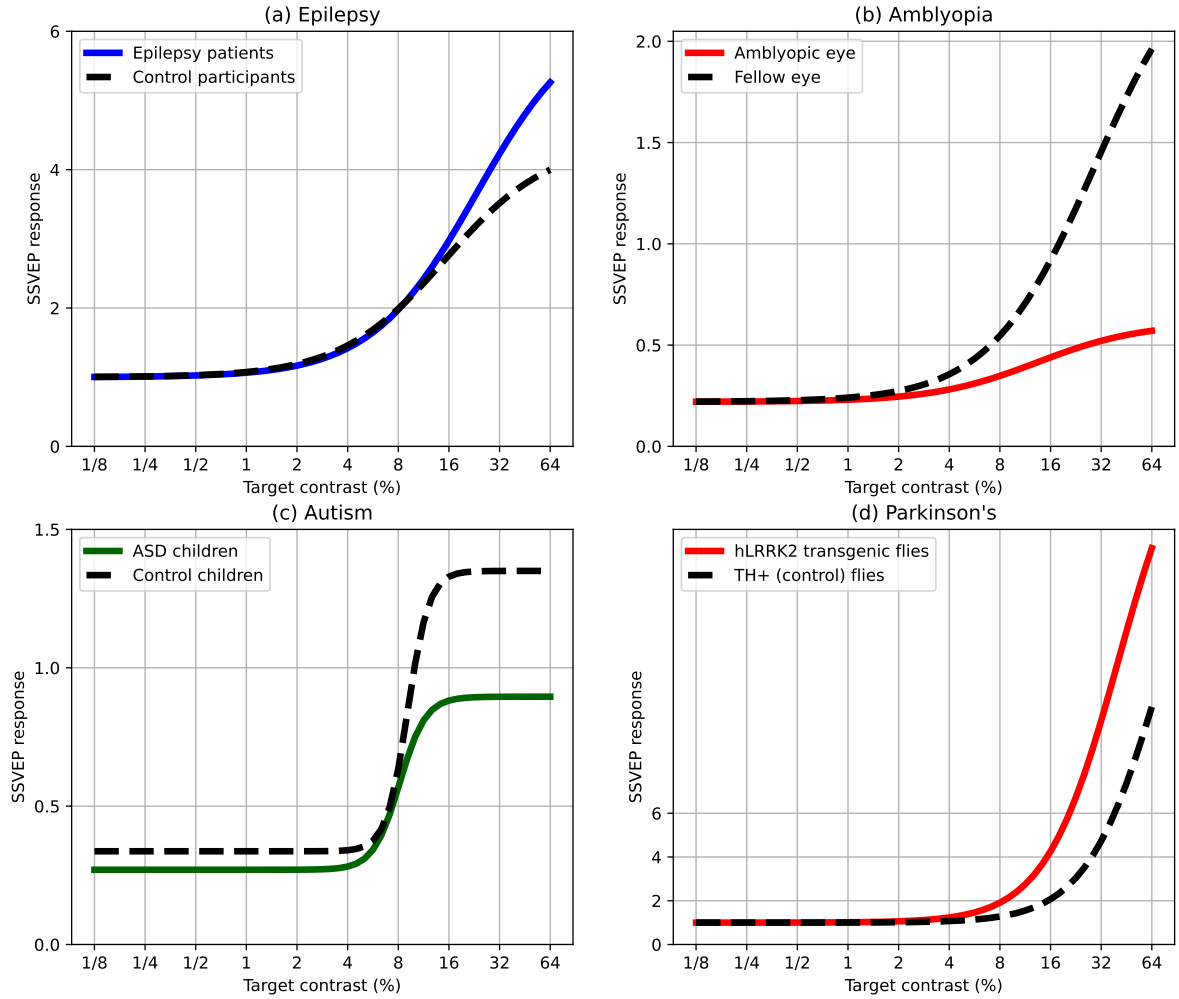 (a) Epilepsy
SSVEP response
6
4
2
0
Epilepsy patients
Control participants
1/8 1/4 1/2 1 2 4 8 16 32 64
Target contrast (%)
(b) Amblyopia
SSVEP response
2.0
1.5
1.0
0.5
0.0
Amblyopic eye
Fellow eye
1/8 1/4 1/2 1 2 4 8 16 32 64
Target contrast (%)
(c) Autism
SSVEP response
1.5
1.0
0.5
0.0
ASD children
Control children
1/8 1/4 1/2 1 2 4 8 16 32 64
Target contrast (%)
(d) Parkinson's
SSVEP response
6
4
2
0
hLRRK2 transgenic flies
TH+ (control) flies
1/8 1/4 1/2 1 2 4 8 16 32 64
Target contrast (%)